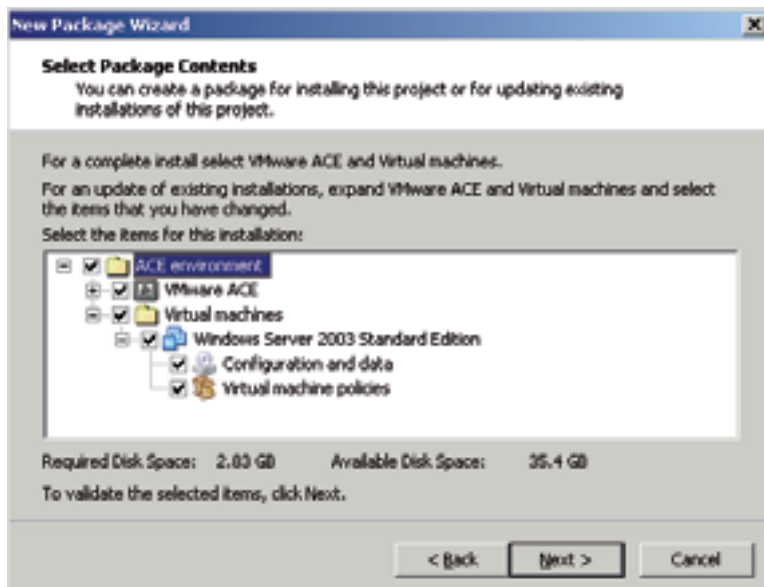 New Package Wizard
Select Package Contents
You can create a package for installing this project or for updating existing
installations of this project.
For a complete install select VMware ACE and Virtual machines.
For an update of existing installations, expand VMware ACE and Virtual machines and select
the items that you have changed.
Select the items for this installation:
ACE environment
VMware ACE
Virtual machines
Windows Server 2003 Standard Edition
Configuration and data
Virtual machine policies
Required Disk Space: 2.83 GB Available Disk Space: 35.4 GB
To validate the selected items, click Next.
< Back Next > Cancel